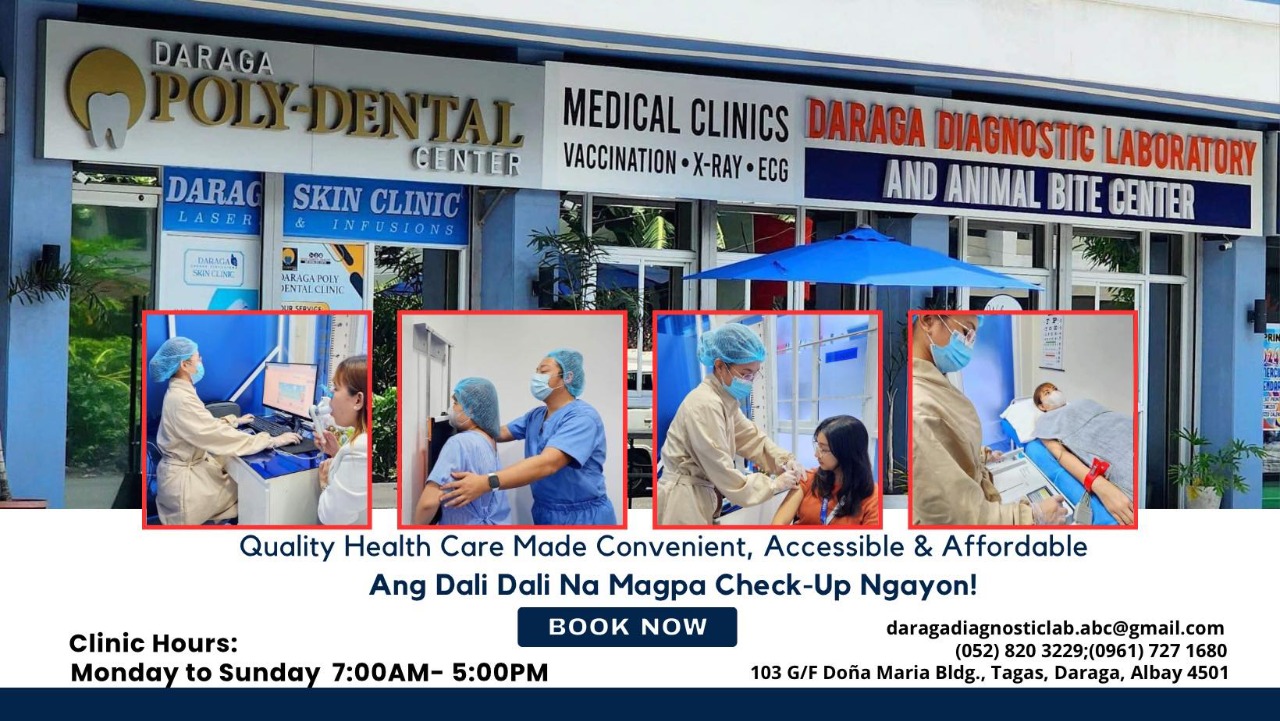 DARAGA
POLY-DENTAL
CENTER
MEDICAL CLINICS
VACCINATION • X-RAY • ECG
DARAGA DIAGNOSTIC LABORATORY
AND ANIMAL BITE CENTER
DARAG
LASER
SKIN CLINIC
& INFUSIONS
DARAGA
SKIN CLINIC
DARAGA POLY
DENTAL CLINIC
OUR SERVICE
Quality Health Care Made Convenient, Accessible & Affordable
Ang Dali Dali Na Magpa Check-Up Ngayon!
BOOK NOW
Clinic Hours:
Monday to Sunday 7:00AM- 5:00PM
daragadiagnosticlab.abc@gmail.com
(052) 820 3229;(0961) 727 1680
103 G/F Doña Maria Bldg., Tagas, Daraga, Albay 4501